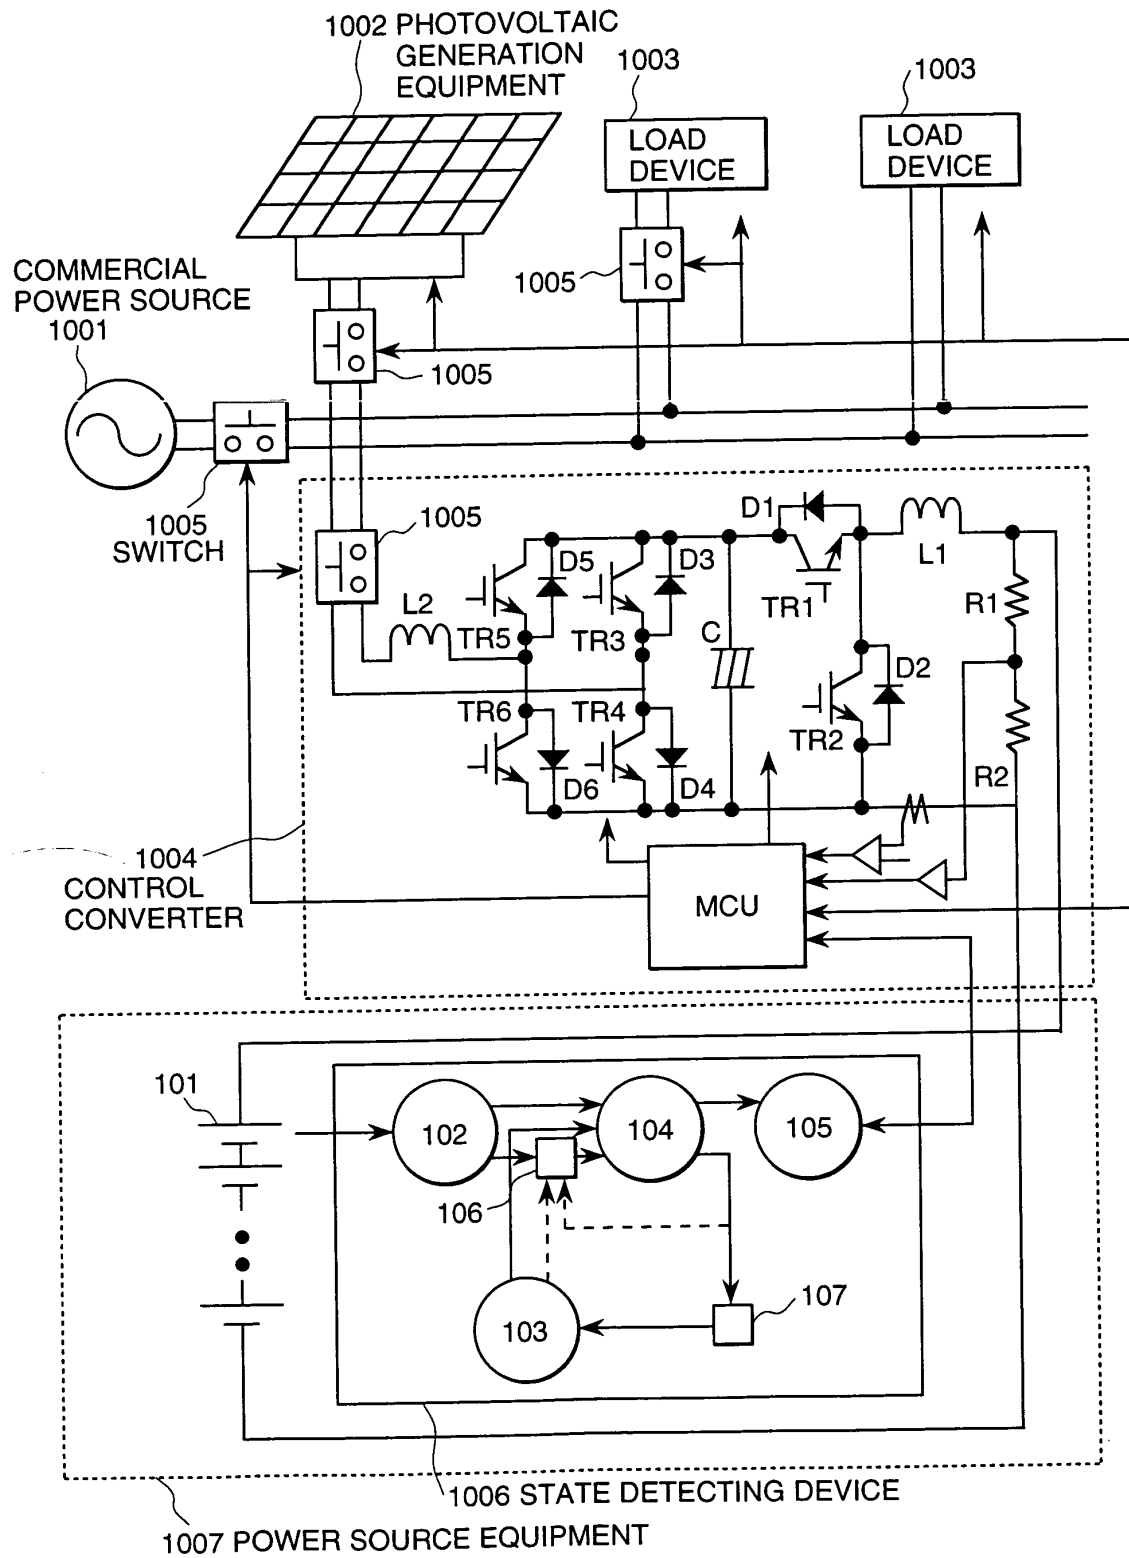 1002 PHOTOVOLTAIC
GENERATION
EQUIPMENT
1003
1003
LOAD
DEVICE
LOAD
DEVICE
COMMERCIAL
POWER SOURCE
1001
1005
1005
1005
SWITCH
1005
D1
L1
D5
D3
L2
TR1
R1
TR5
TR3
C
D2
TR6
TR4
TR2
R2
D6
D4
1004
CONTROL
CONVERTER
MCU
101
102
104
105
106
107
103
1006 STATE DETECTING DEVICE
1007 POWER SOURCE EQUIPMENT